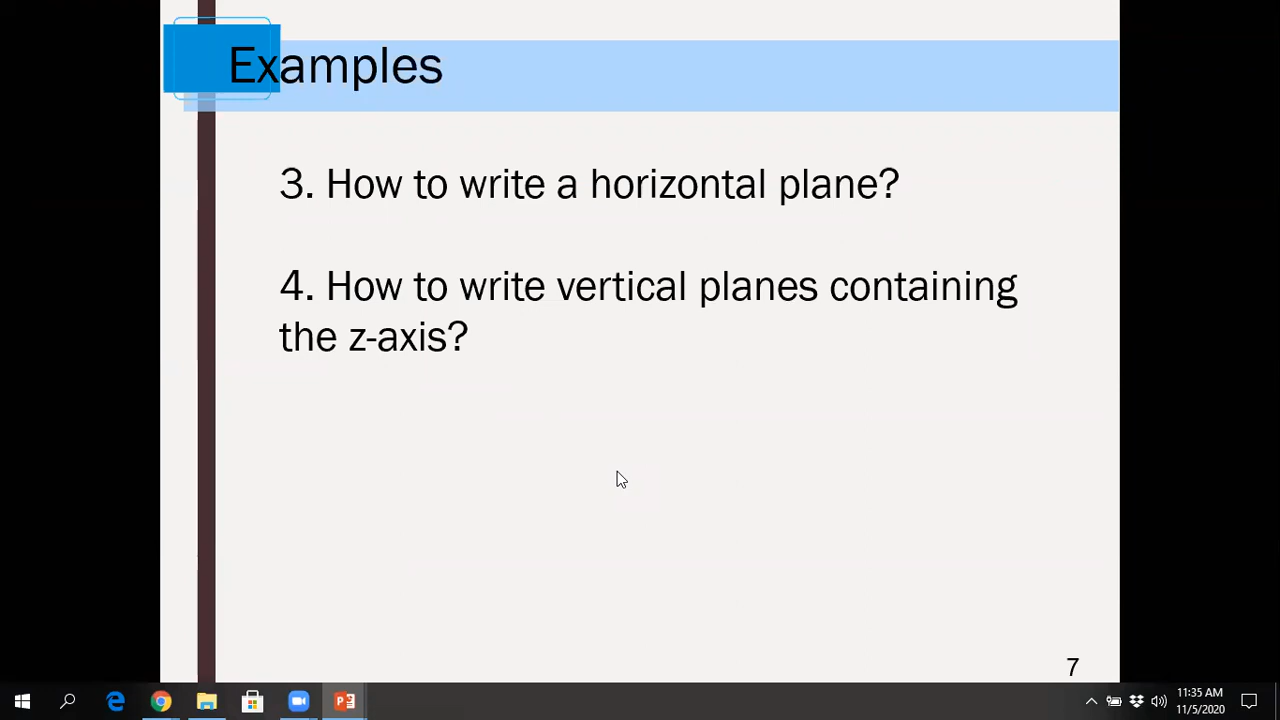 Examples
3. How to write a horizontal plane?
4. How to write vertical planes containing
the z-axis?
7
11:35 AM
11/5/2020